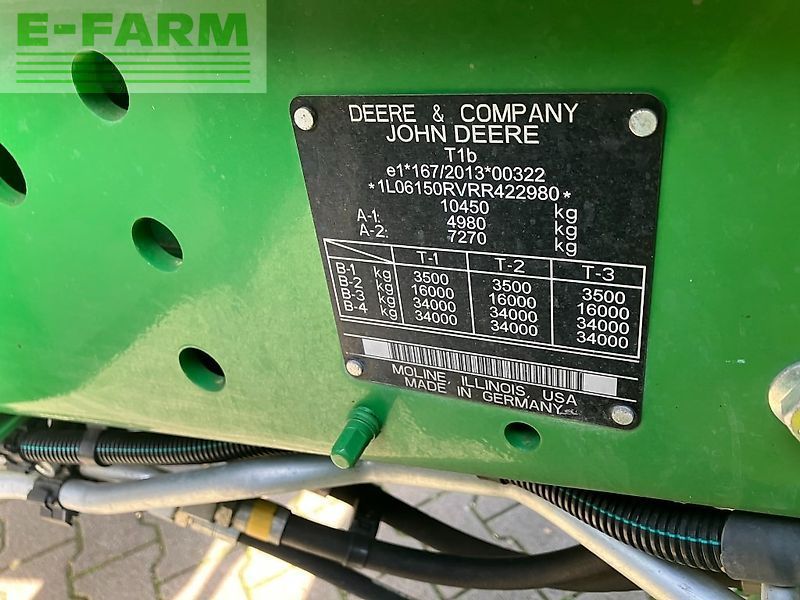 E-FARM
DEERE & COMPANY
JOHN DEERE
T1b
e1*167/2013*00322
*1L06150RVRR422980*
10450 kg
A-1: 4980 kg
A-2: 7270 kg
T-1 T-2 T-3
B-1 kg 3500 3500 3500
B-2 kg 16000 16000 16000
B-3 kg 34000 34000 34000
B-4 kg 34000 34000 34000
MOLINE, ILLINOIS, USA
MADE IN GERMANY